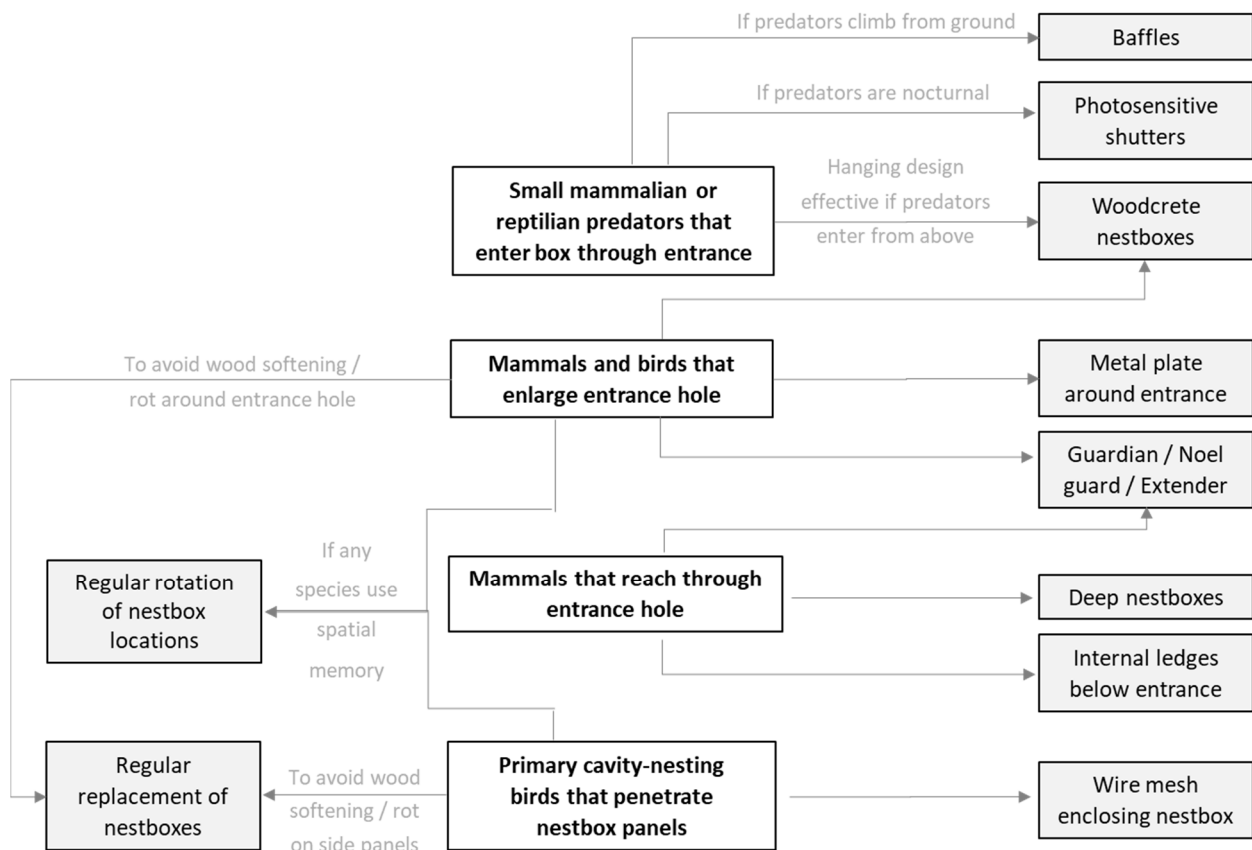 If predators climb from ground
Baffles
If predators are nocturnal
Photosensitive
shutters
Small mammalian or
reptilian predators that
enter box through entrance
Hanging design
effective if predators
enter from above
Woodcrete
nestboxes
To avoid wood softening /
rot around entrance hole
Mammals and birds that
enlarge entrance hole
Metal plate
around entrance
Guardian / Noel
guard / Extender
Regular rotation
of nestbox
locations
If any
species use
spatial
memory
Mammals that reach through
entrance hole
Deep nestboxes
Internal ledges
below entrance
Regular
replacement of
nestboxes
To avoid wood
softening / rot
on side panels
Primary cavity-nesting
birds that penetrate
nestbox panels
Wire mesh
enclosing nestbox